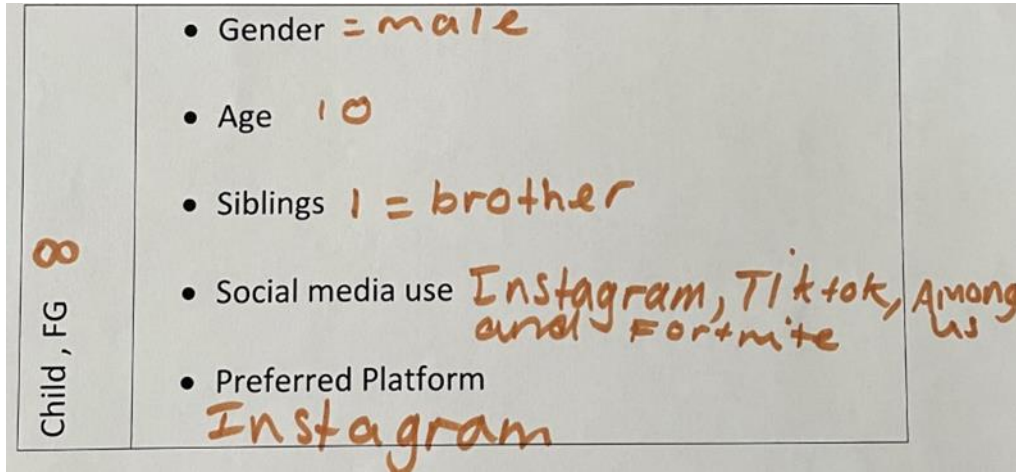 • Gender = male
• Age 10
• Siblings 1 = brother
• Social media use Instagram, TIktok, Among us
and Fortnite
• Preferred Platform
Instagram
Child, FG 8